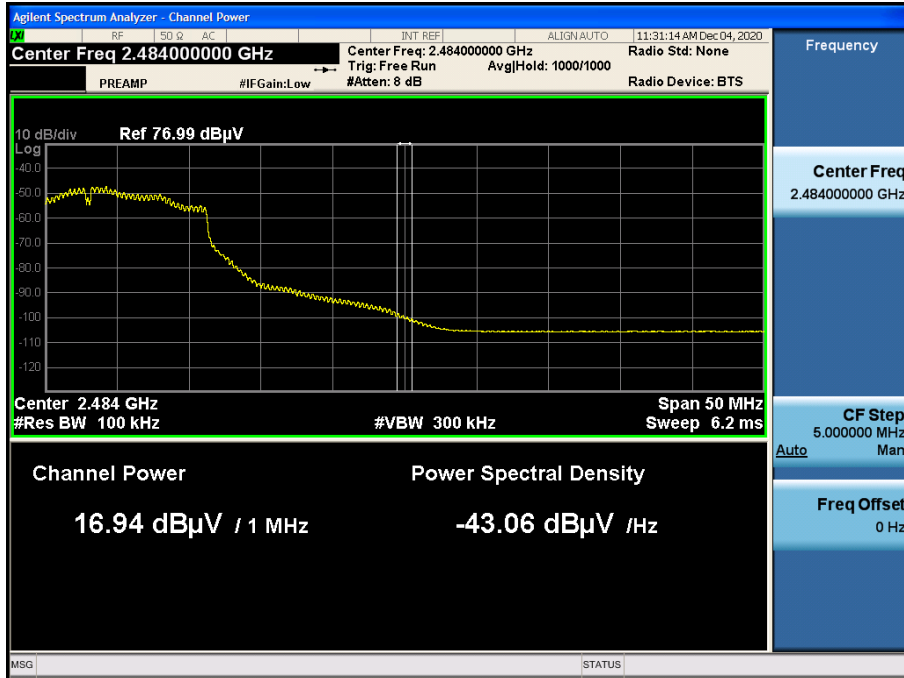 Agilent Spectrum Analyzer - Channel Power
LXI RF 50 Ω AC INT REF ALIGNAUTO 11:31:14 AM Dec 04, 2020
Center Freq 2.484000000 GHz
Center Freq: 2.484000000 GHz
Radio Std: None
Trig: Free Run Avg|Hold: 1000/1000
PREAMP #IFGain:Low #Atten: 8 dB Radio Device: BTS
10 dB/div Ref 76.99 dBµV
Log
-40.0
-50.0
-60.0
-70.0
-80.0
-90.0
-100
-110
-120
Center 2.484 GHz Span 50 MHz
#Res BW 100 kHz #VBW 300 kHz Sweep 6.2 ms
Channel Power Power Spectral Density
16.94 dBµV / 1 MHz -43.06 dBµV /Hz
MSG STATUS
Frequency
Center Freq
2.484000000 GHz
CF Step
5.000000 MHz
Auto Man
Freq Offset
0 Hz